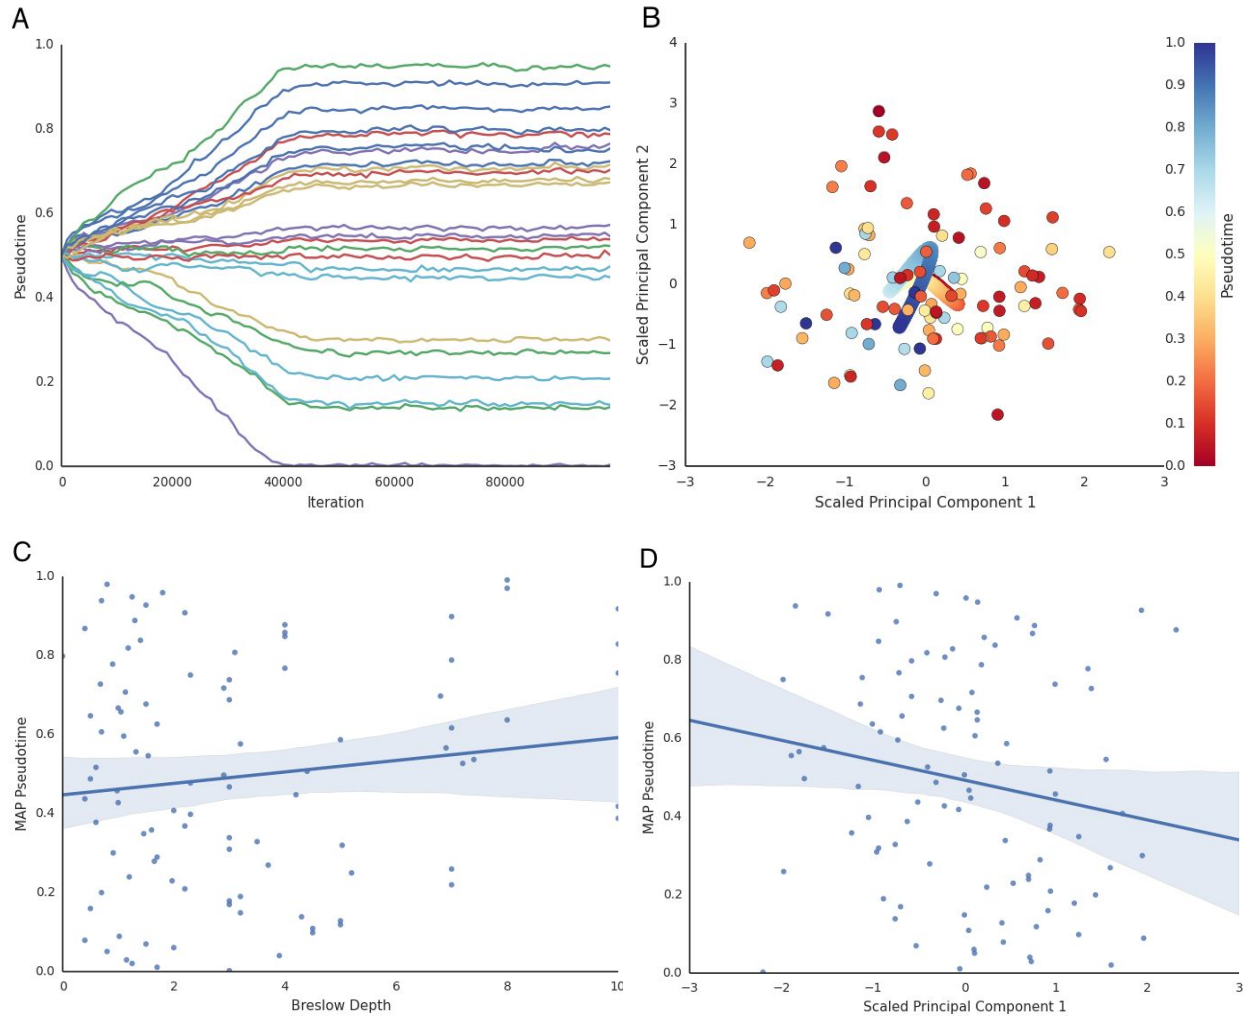 A
1.0
0.8
0.6
0.4
0.2
0.0
Pseudotime
0 20000 40000 60000 80000
Iteration
B
4
3
2
1
0
−1
−2
−3
Scaled Principal Component 2
−3 −2 −1 0 1 2 3
Scaled Principal Component 1
1.0
0.9
0.8
0.7
0.6
0.5
0.4
0.3
0.2
0.1
0.0
Pseudotime
C
1.0
0.8
0.6
0.4
0.2
0.0
MAP Pseudotime
0 2 4 6 8 10
Breslow Depth
D
1.0
0.8
0.6
0.4
0.2
0.0
MAP Pseudotime
−3 −2 −1 0 1 2 3
Scaled Principal Component 1